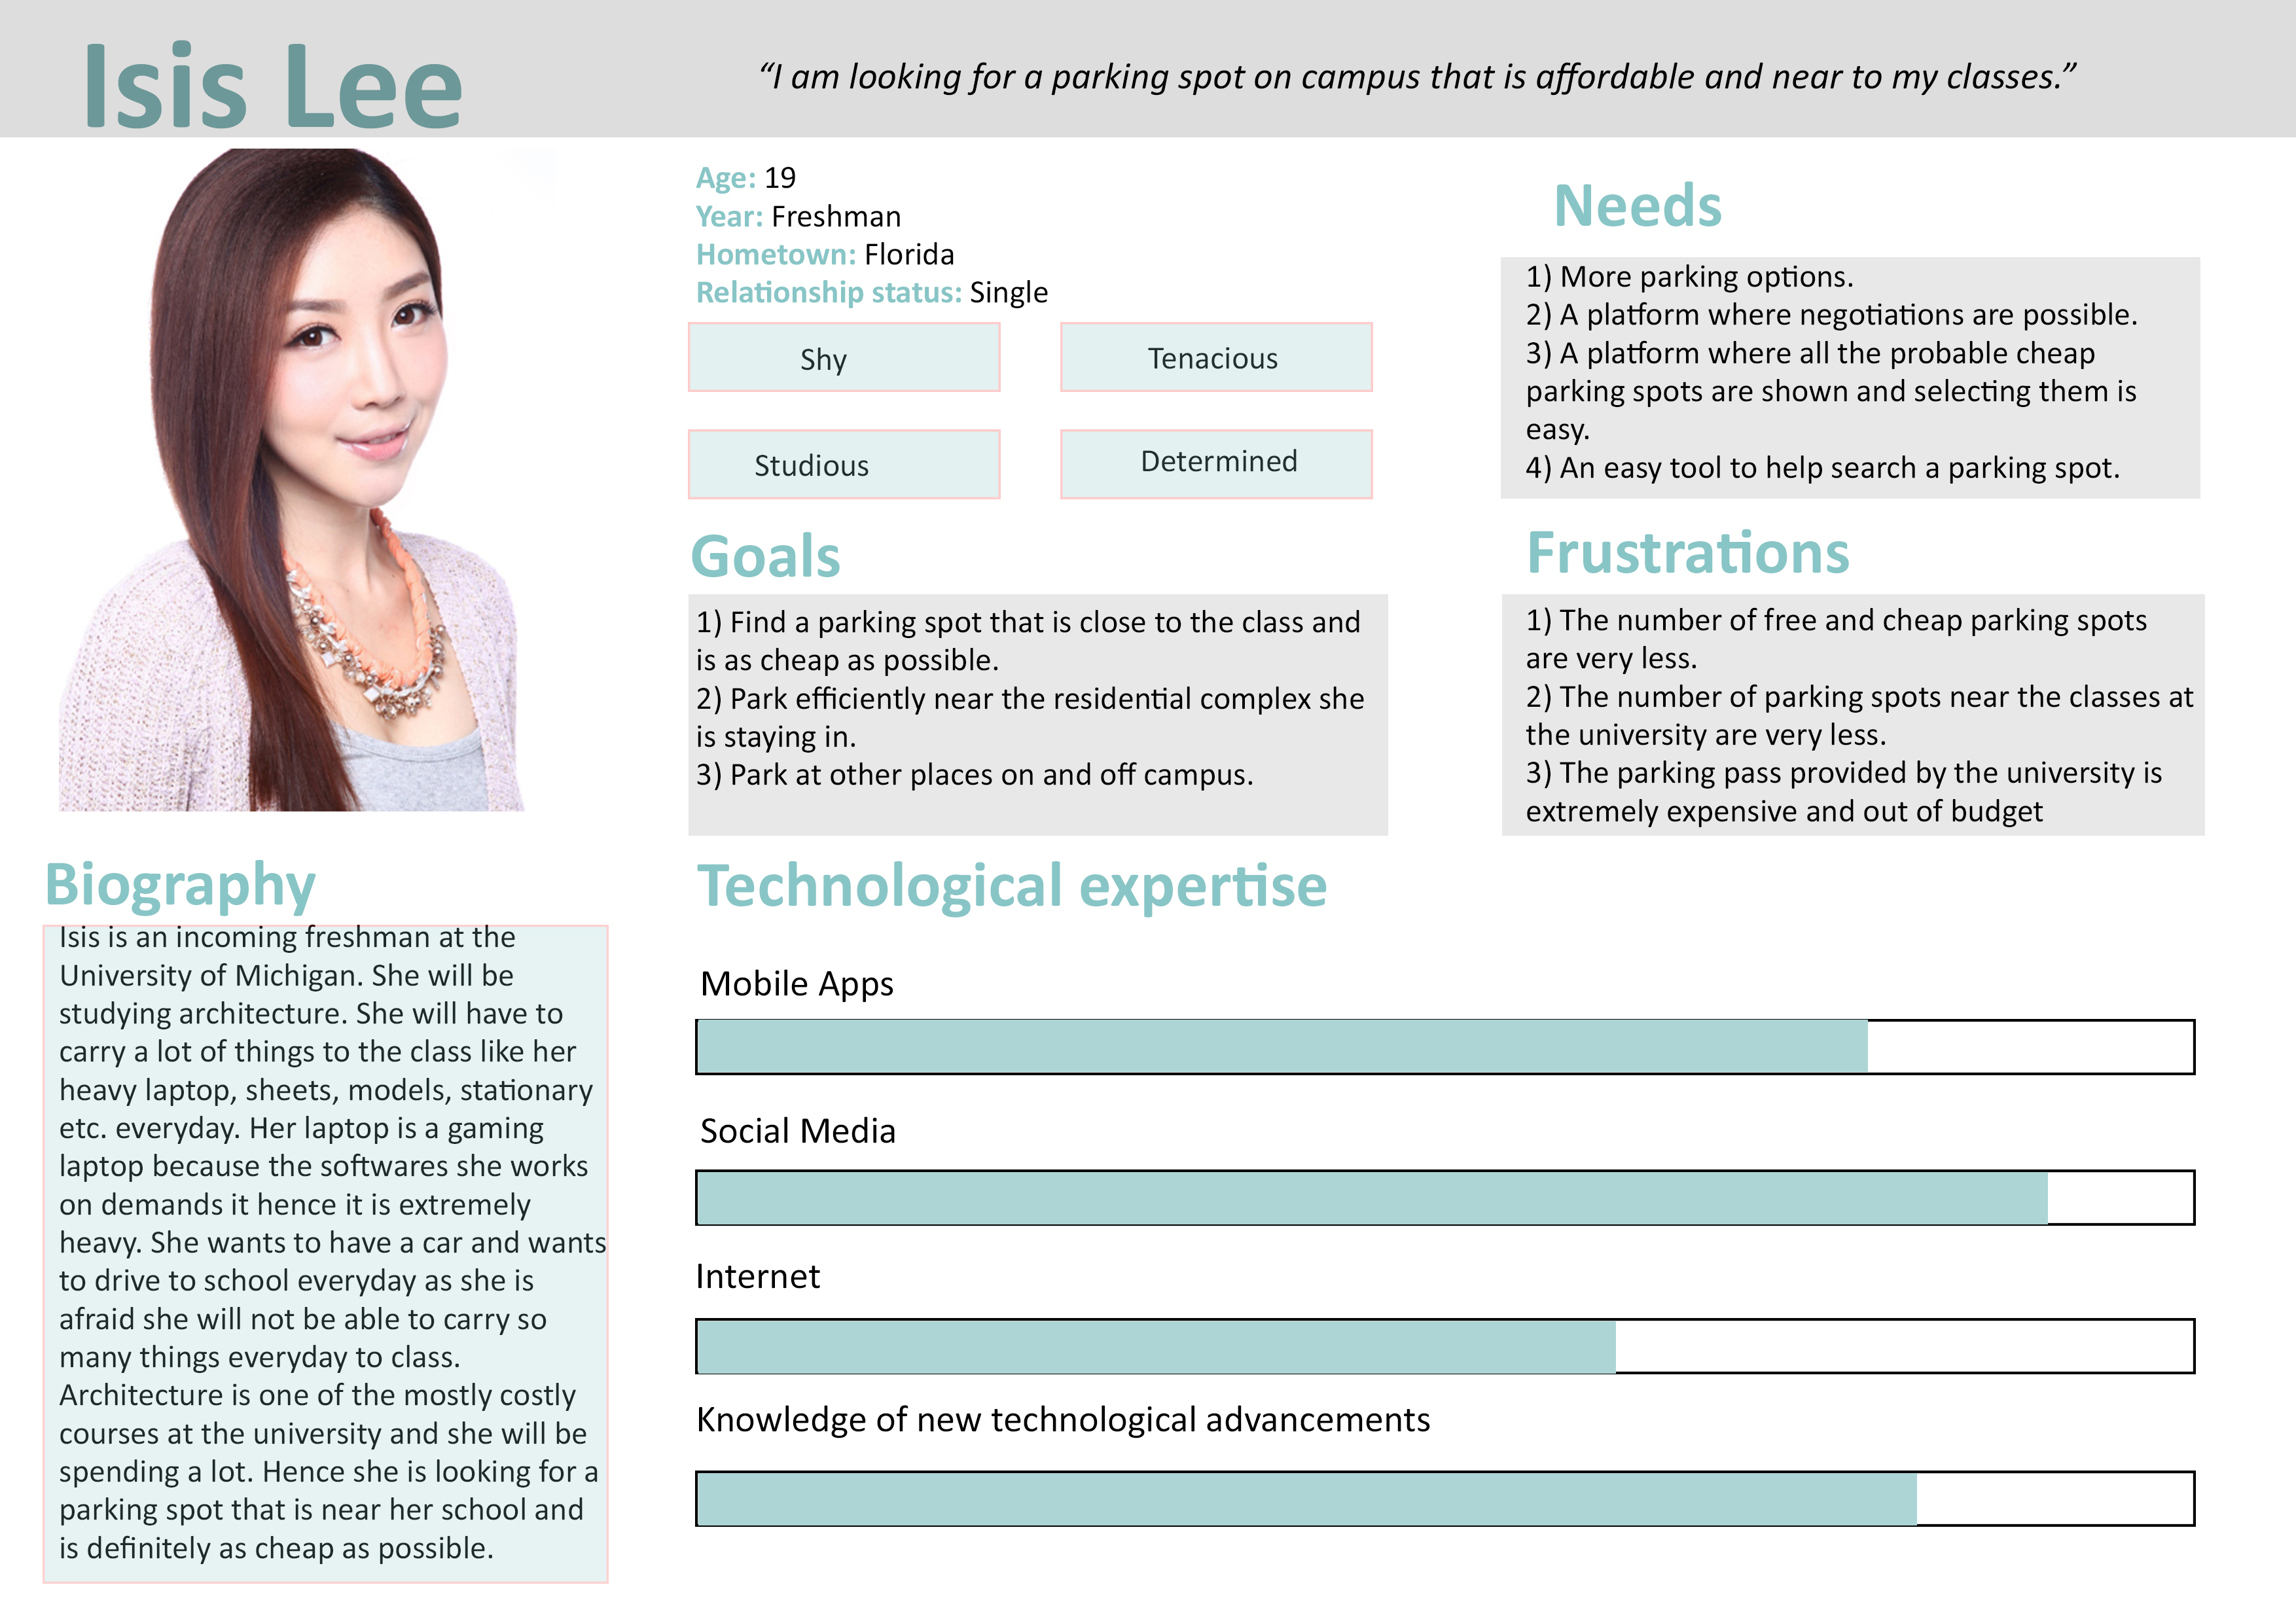 Isis Lee
“I am looking for a parking spot on campus that is affordable and near to my classes.”
Age: 19
Year: Freshman
Hometown: Florida
Relationship status: Single
Shy
Tenacious
Studious
Determined
Needs
1) More parking options.
2) A platform where negotiations are possible.
3) A platform where all the probable cheap
parking spots are shown and selecting them is
easy.
4) An easy tool to help search a parking spot.
Goals
1) Find a parking spot that is close to the class and
is as cheap as possible.
2) Park efficiently near the residential complex she
is staying in.
3) Park at other places on and off campus.
Frustrations
1) The number of free and cheap parking spots
are very less.
2) The number of parking spots near the classes at
the university are very less.
3) The parking pass provided by the university is
extremely expensive and out of budget
Biography
Isis is an incoming freshman at the
University of Michigan. She will be
studying architecture. She will have to
carry a lot of things to the class like her
heavy laptop, sheets, models, stationary
etc. everyday. Her laptop is a gaming
laptop because the softwares she works
on demands it hence it is extremely
heavy. She wants to have a car and wants
to drive to school everyday as she is
afraid she will not be able to carry so
many things everyday to class.
Architecture is one of the mostly costly
courses at the university and she will be
spending a lot. Hence she is looking for a
parking spot that is near her school and
is definitely as cheap as possible.
Technological expertise
Mobile Apps
Social Media
Internet
Knowledge of new technological advancements